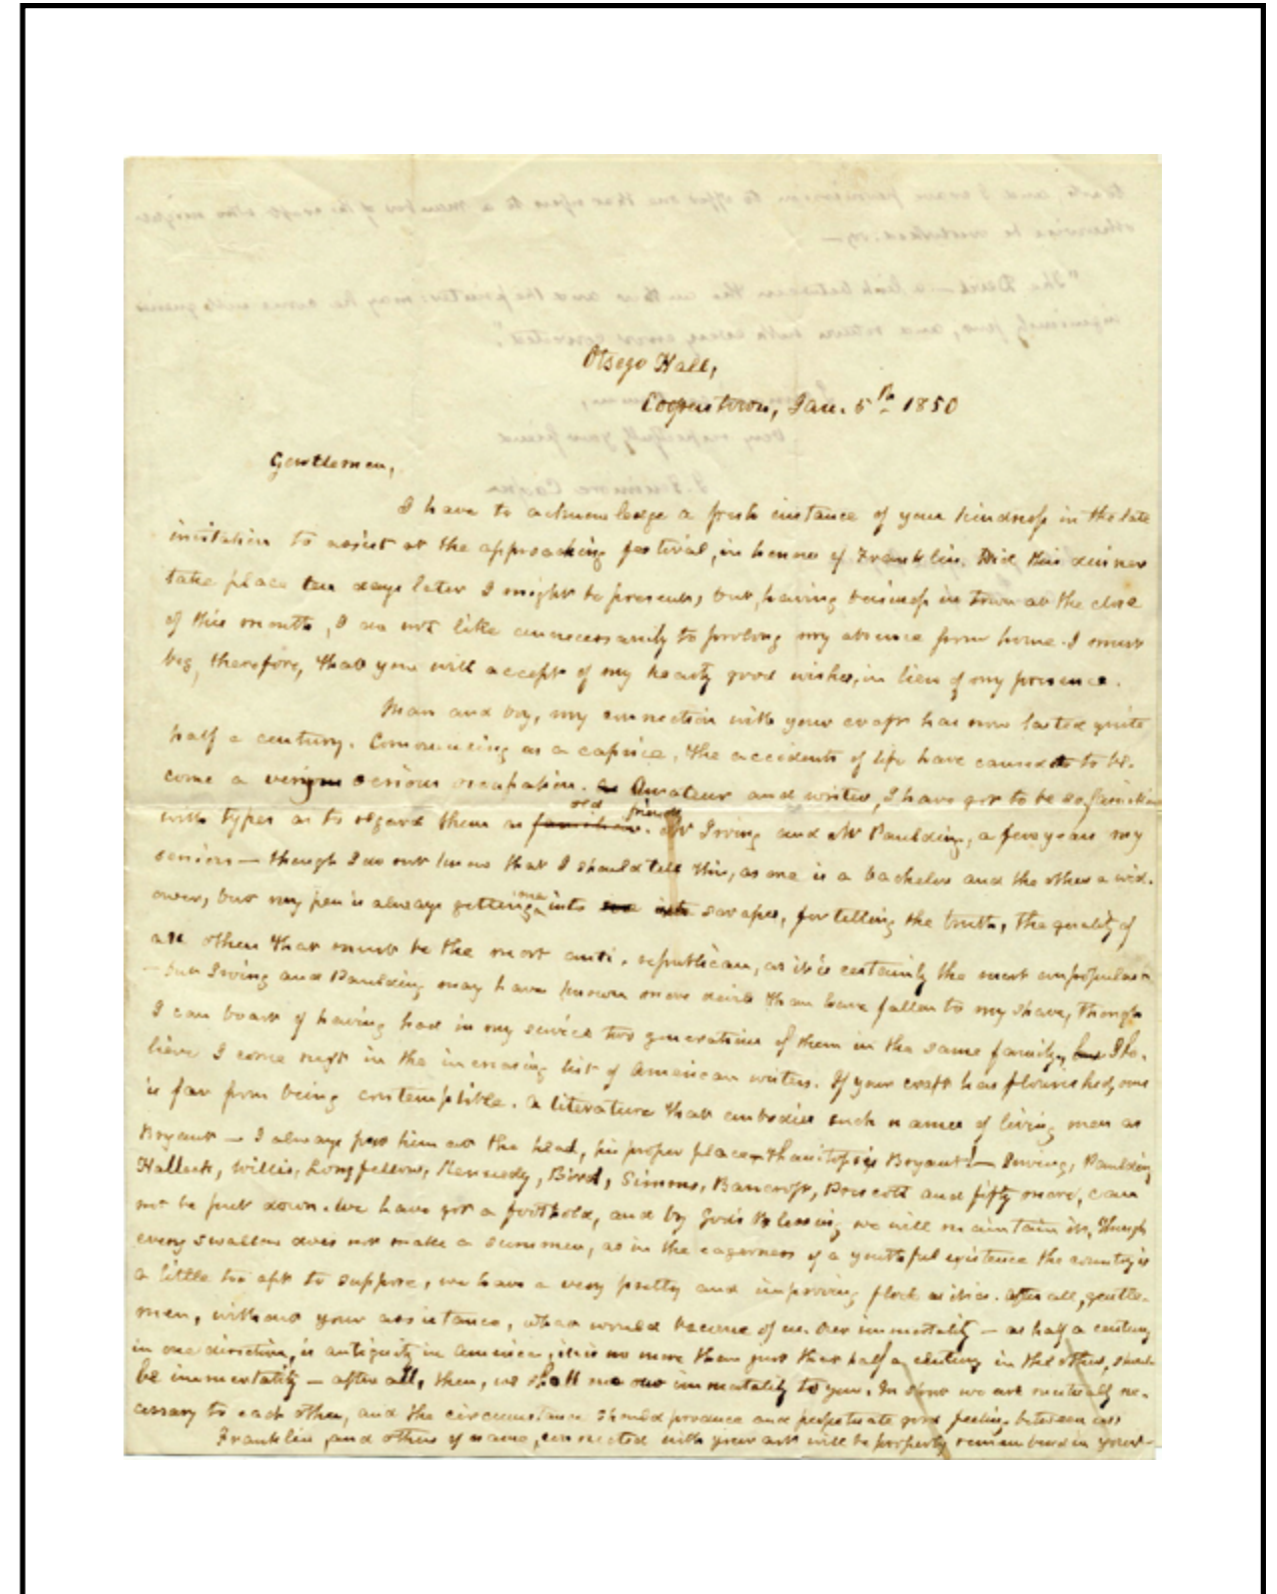 Otsego Hall,
Cooperstown, Jan. 5th 1850
Gentlemen,
I have to acknowledge a fresh instance of your kindness in the late
invitation to assist at the approaching festival, in honor of Franklin. Did this dinner
take place ten days later I might be present, but, having business in town at the close
of this month, I do not like unnecessarily to prolong my absence from home. I must
beg, therefore, that you will accept of my hearty good wishes, in lieu of my presence.
Man and boy, my connection with your craft has now lasted quite
half a century. Commencing as a caprice, the accidents of life have caused it to be-
come a very serious occupation. Amateur and writer, I have got to be so familiar
with types as to regard them as old friends. Mr Irving and Mr Paulding, a few years my
seniors — though I do not know that I should tell this, as one is a bachelor and the other a wid-
ower, but my pen is always getting me into scrapes, for telling the truth, the quality of
all others that must be the most anti-republican, as it is certainly the most unpopular
— but Irving and Paulding may have known more devils than have fallen to my share, though
I can boast of having had in my service two generations of them in the same family, I be-
lieve I come next in the increasing list of American writers. If your craft has flourished, ours
is far from being contemptible. A literature that embodies such names of living men as
Bryant — I always put him at the head, his proper place — Thanatopsis Bryant! — Irving, Paulding
Halleck, Willis, Longfellow, Kennedy, Bird, Simms, Bancroft, Prescott and fifty more, can
not be put down. We have got a foothold, and by God's blessing we will maintain it, though
every swallow does not make a summer, as in the eagerness of a youthful existence the country is
a little too apt to suppose, we have a very pretty and improving flock as it is. After all, gentle-
men, without your assistance, what would become of us. Our immortality — as half a century
in one direction, is antiquity in America, it is no more than just that half a century in the other, should
be immortality — after all, then, we shall owe our immortality to you. In short we are mutually ne-
cessary to each other, and the circumstance should produce and perpetuate good feeling between us
Franklin, and others of name, connected with your art will be properly remembered in your